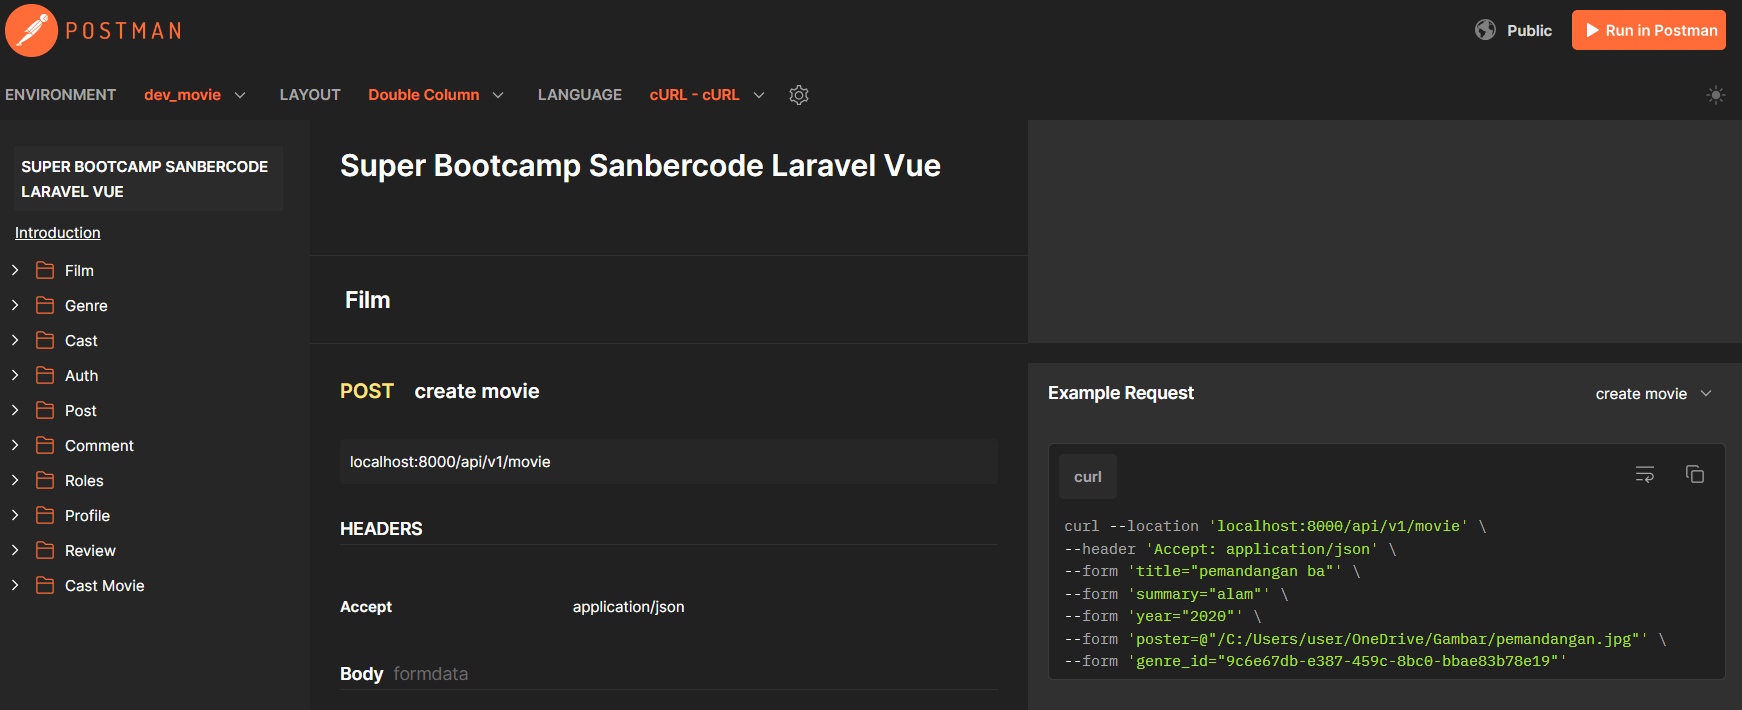 POSTMAN
Public
Run in Postman
ENVIRONMENT dev_movie LAYOUT Double Column LANGUAGE cURL - cURL
SUPER BOOTCAMP SANBERCODE
LARAVEL VUE
Introduction
Film
Genre
Cast
Auth
Post
Comment
Roles
Profile
Review
Cast Movie
Super Bootcamp Sanbercode Laravel Vue
Film
POST create movie
localhost:8000/api/v1/movie
HEADERS
Accept application/json
Body formdata
Example Request create movie
curl
curl --location 'localhost:8000/api/v1/movie' \
--header 'Accept: application/json' \
--form 'title="pemandangan ba"' \
--form 'summary="alam"' \
--form 'year="2020"' \
--form 'poster=@"/C:/Users/user/OneDrive/Gambar/pemandangan.jpg"' \
--form 'genre_id="9c6e67db-e387-459c-8bc0-bbae83b78e19"'